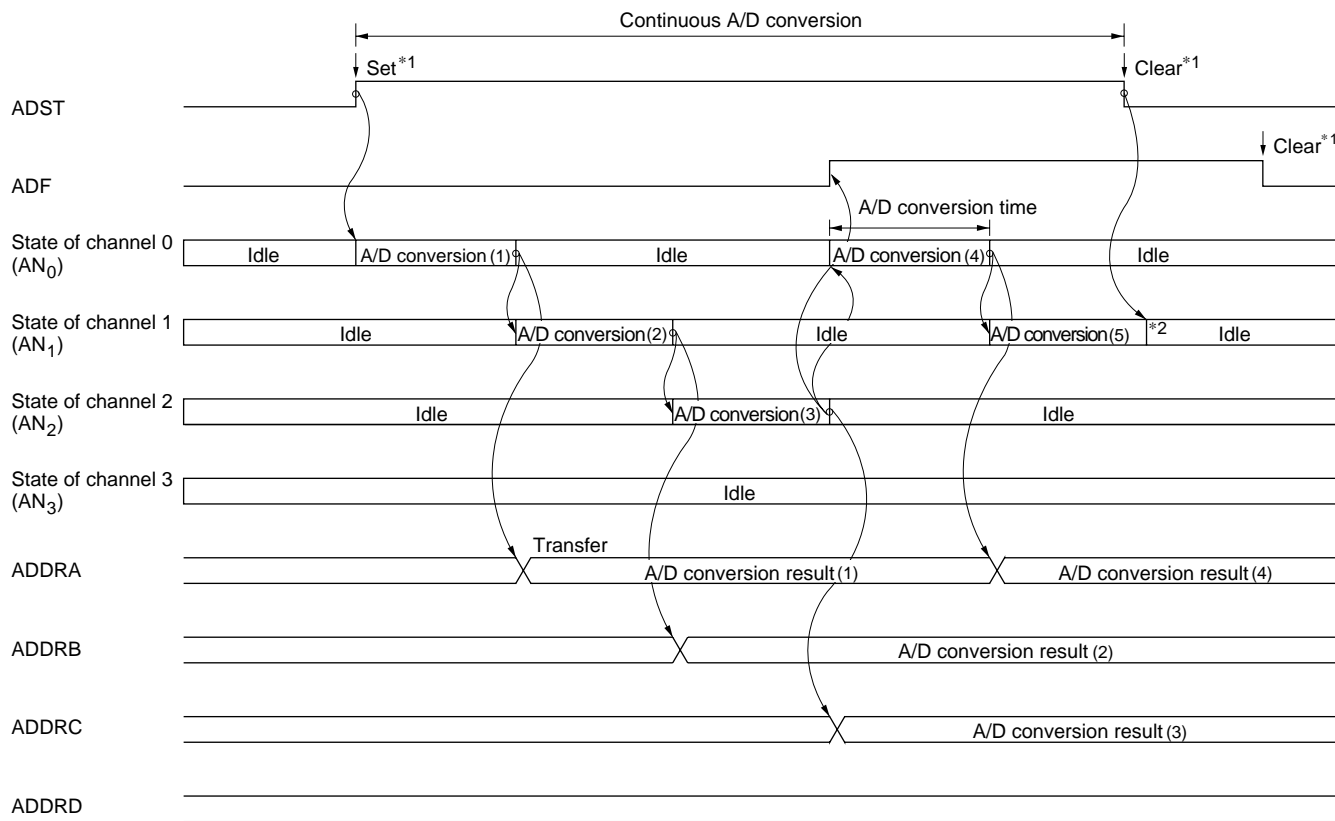 Continuous A/D conversion
Set*1
Clear*1
ADST
Clear*1
ADF
A/D conversion time
State of channel 0
(AN0)
Idle
A/D conversion (1)
Idle
A/D conversion (4)
Idle
State of channel 1
(AN1)
Idle
A/D conversion (2)
Idle
A/D conversion (5)
*2
Idle
State of channel 2
(AN2)
Idle
A/D conversion (3)
Idle
State of channel 3
(AN3)
Idle
Transfer
ADDRA
A/D conversion result (1)
A/D conversion result (4)
ADDRB
A/D conversion result (2)
ADDRC
A/D conversion result (3)
ADDRD